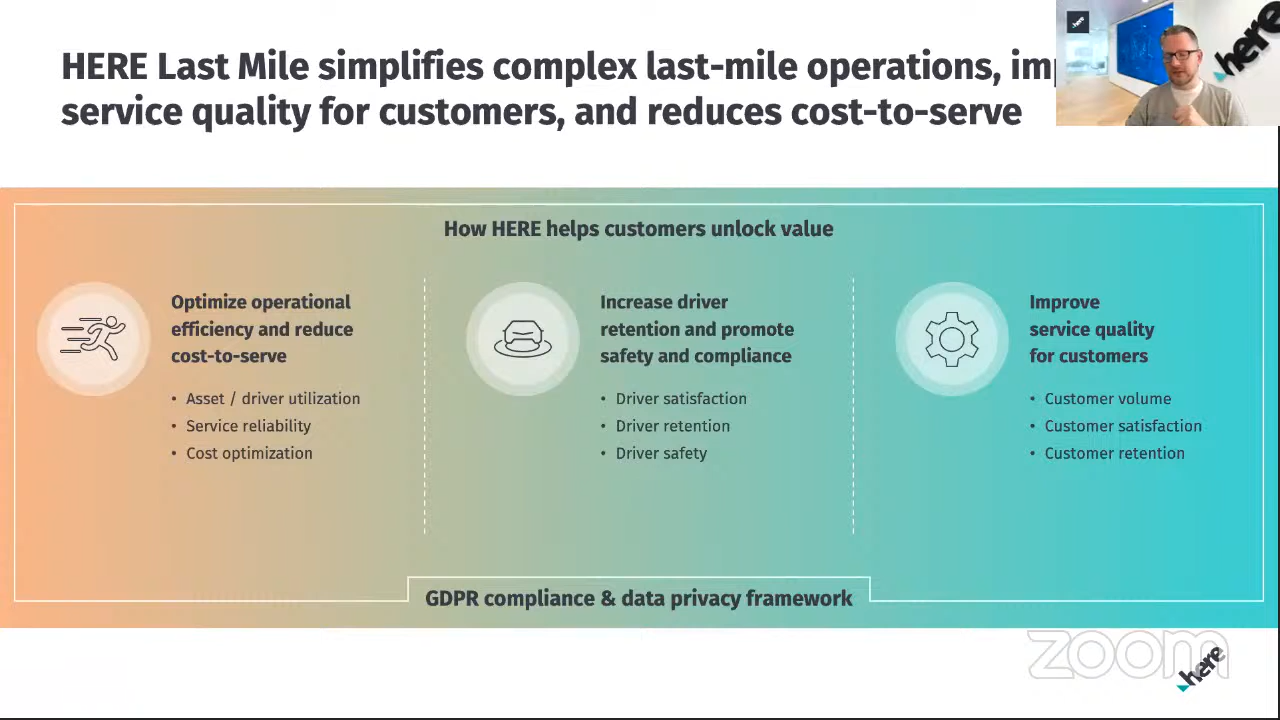 HERE Last Mile simplifies complex last-mile operations,
service quality for customers, and reduces cost-to-serve
here
here
How HERE helps customers unlock value
Optimize operational
efficiency and reduce
cost-to-serve
• Asset / driver utilization
• Service reliability
• Cost optimization
Increase driver
retention and promote
safety and compliance
• Driver satisfaction
• Driver retention
• Driver safety
Improve
service quality
for customers
• Customer volume
• Customer satisfaction
• Customer retention
GDPR compliance & data privacy framework
zoom
here